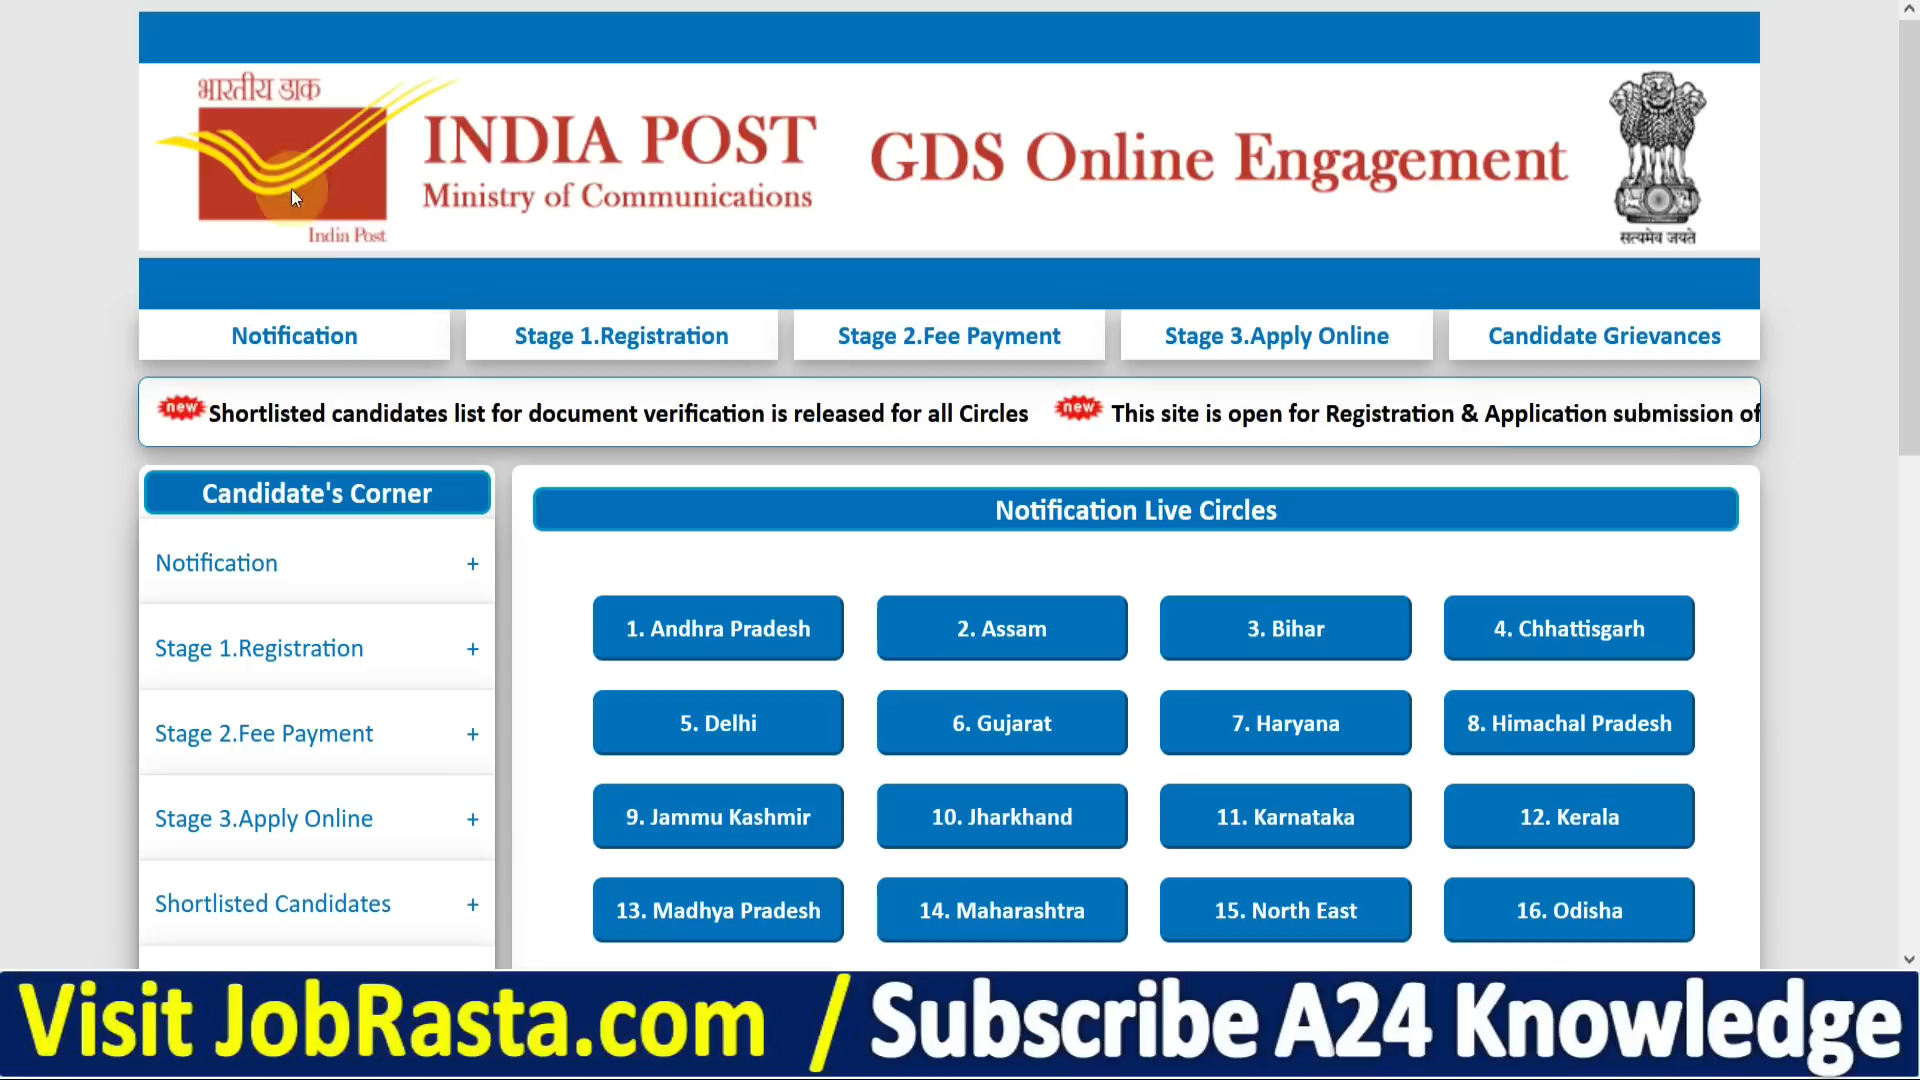 भारतीय डाक
INDIA POST
Ministry of Communications
India Post
GDS Online Engagement
सत्यमेव जयते
Notification
Stage 1.Registration
Stage 2.Fee Payment
Stage 3.Apply Online
Candidate Grievances
new Shortlisted candidates list for document verification is released for all Circles new This site is open for Registration & Application submission of
Candidate's Corner
Notification +
Stage 1.Registration +
Stage 2.Fee Payment +
Stage 3.Apply Online +
Shortlisted Candidates +
Notification Live Circles
1. Andhra Pradesh 2. Assam 3. Bihar 4. Chhattisgarh
5. Delhi 6. Gujarat 7. Haryana 8. Himachal Pradesh
9. Jammu Kashmir 10. Jharkhand 11. Karnataka 12. Kerala
13. Madhya Pradesh 14. Maharashtra 15. North East 16. Odisha
Visit JobRasta.com / Subscribe A24 Knowledge